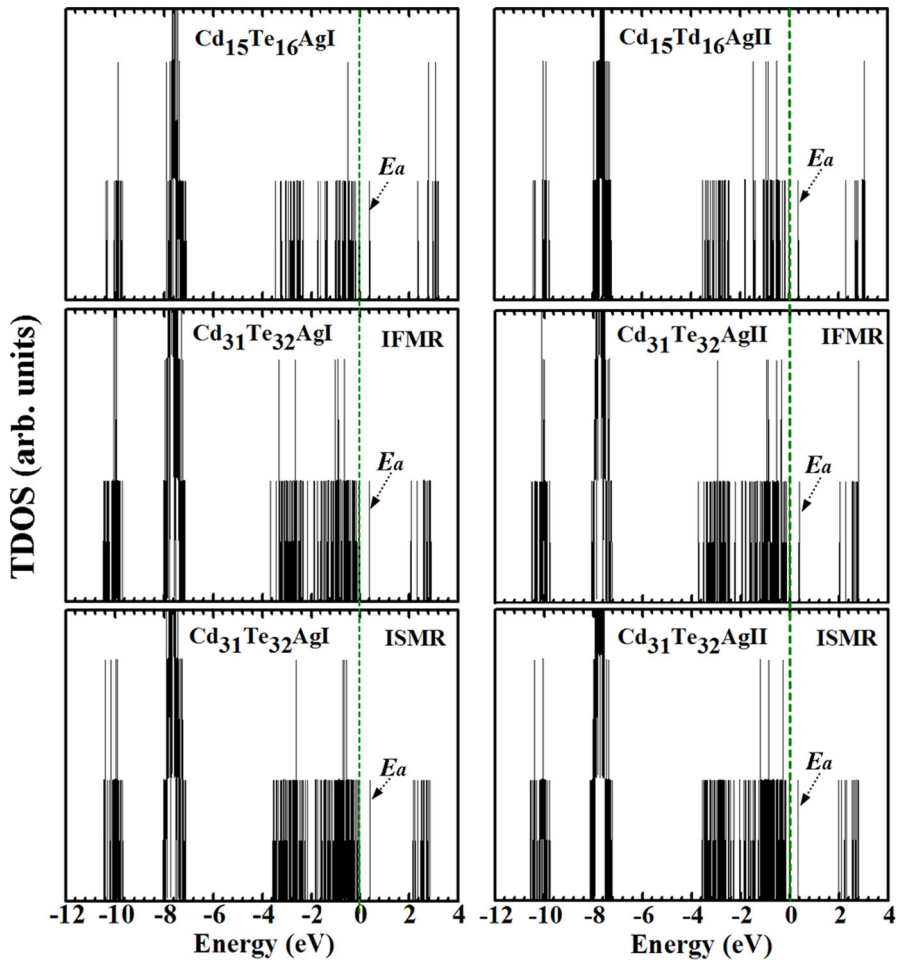 TDOS (arb. units)
Cd15Te16AgI
Ea
Cd15Td16AgII
Ea
Cd31Te32AgI IFMR
Ea
Cd31Te32AgII IFMR
Ea
Cd31Te32AgI ISMR
Ea
Cd31Te32AgII ISMR
Ea
-12 -10 -8 -6 -4 -2 0 2 4
-12 -10 -8 -6 -4 -2 0 2 4
Energy (eV)
Energy (eV)